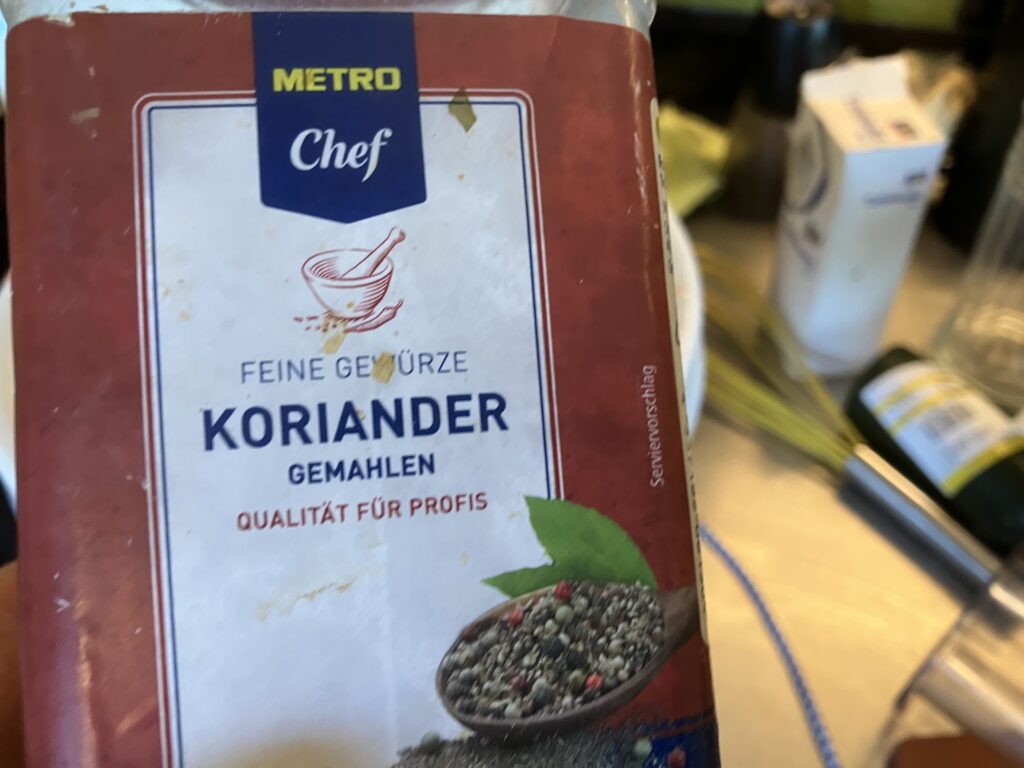 METRO
Chef
FEINE GEWÜRZE
KORIANDER
GEMAHLEN
QUALITÄT FÜR PROFIS
Serviervorschlag